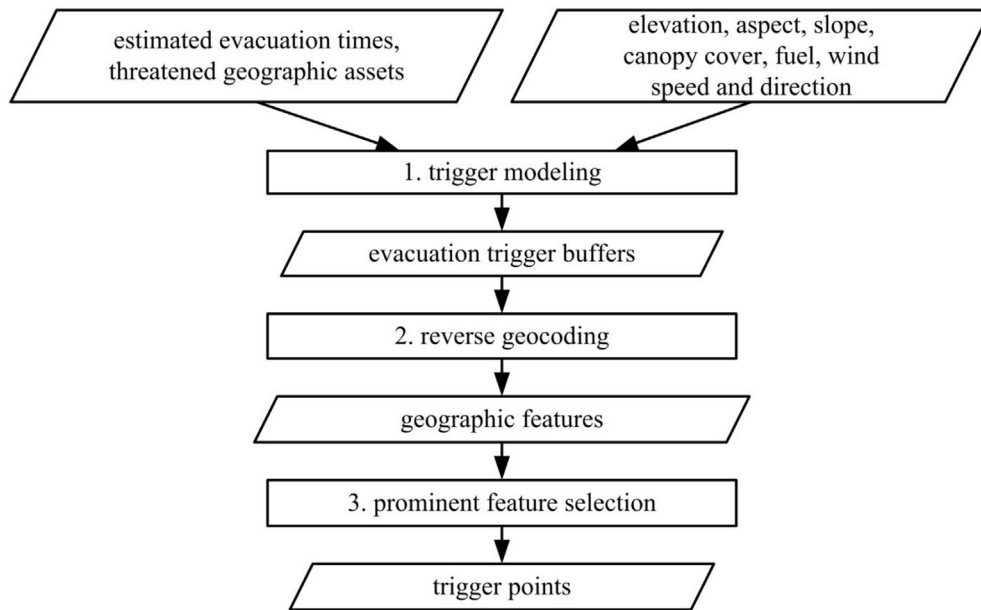 estimated evacuation times,
threatened geographic assets
elevation, aspect, slope,
canopy cover, fuel, wind
speed and direction
1. trigger modeling
evacuation trigger buffers
2. reverse geocoding
geographic features
3. prominent feature selection
trigger points